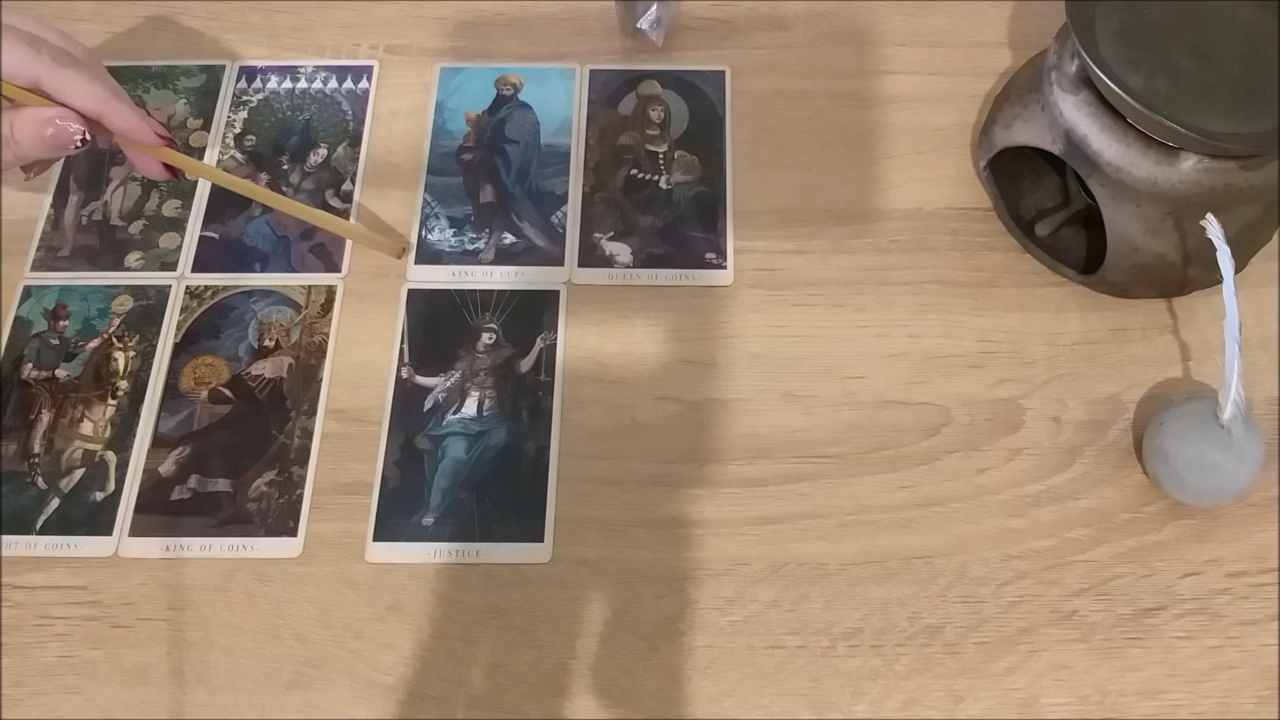 -KING OF CUPS-
-QUEEN OF COINS-
HT OF COINS-
-KING OF COINS-
-JUSTICE-